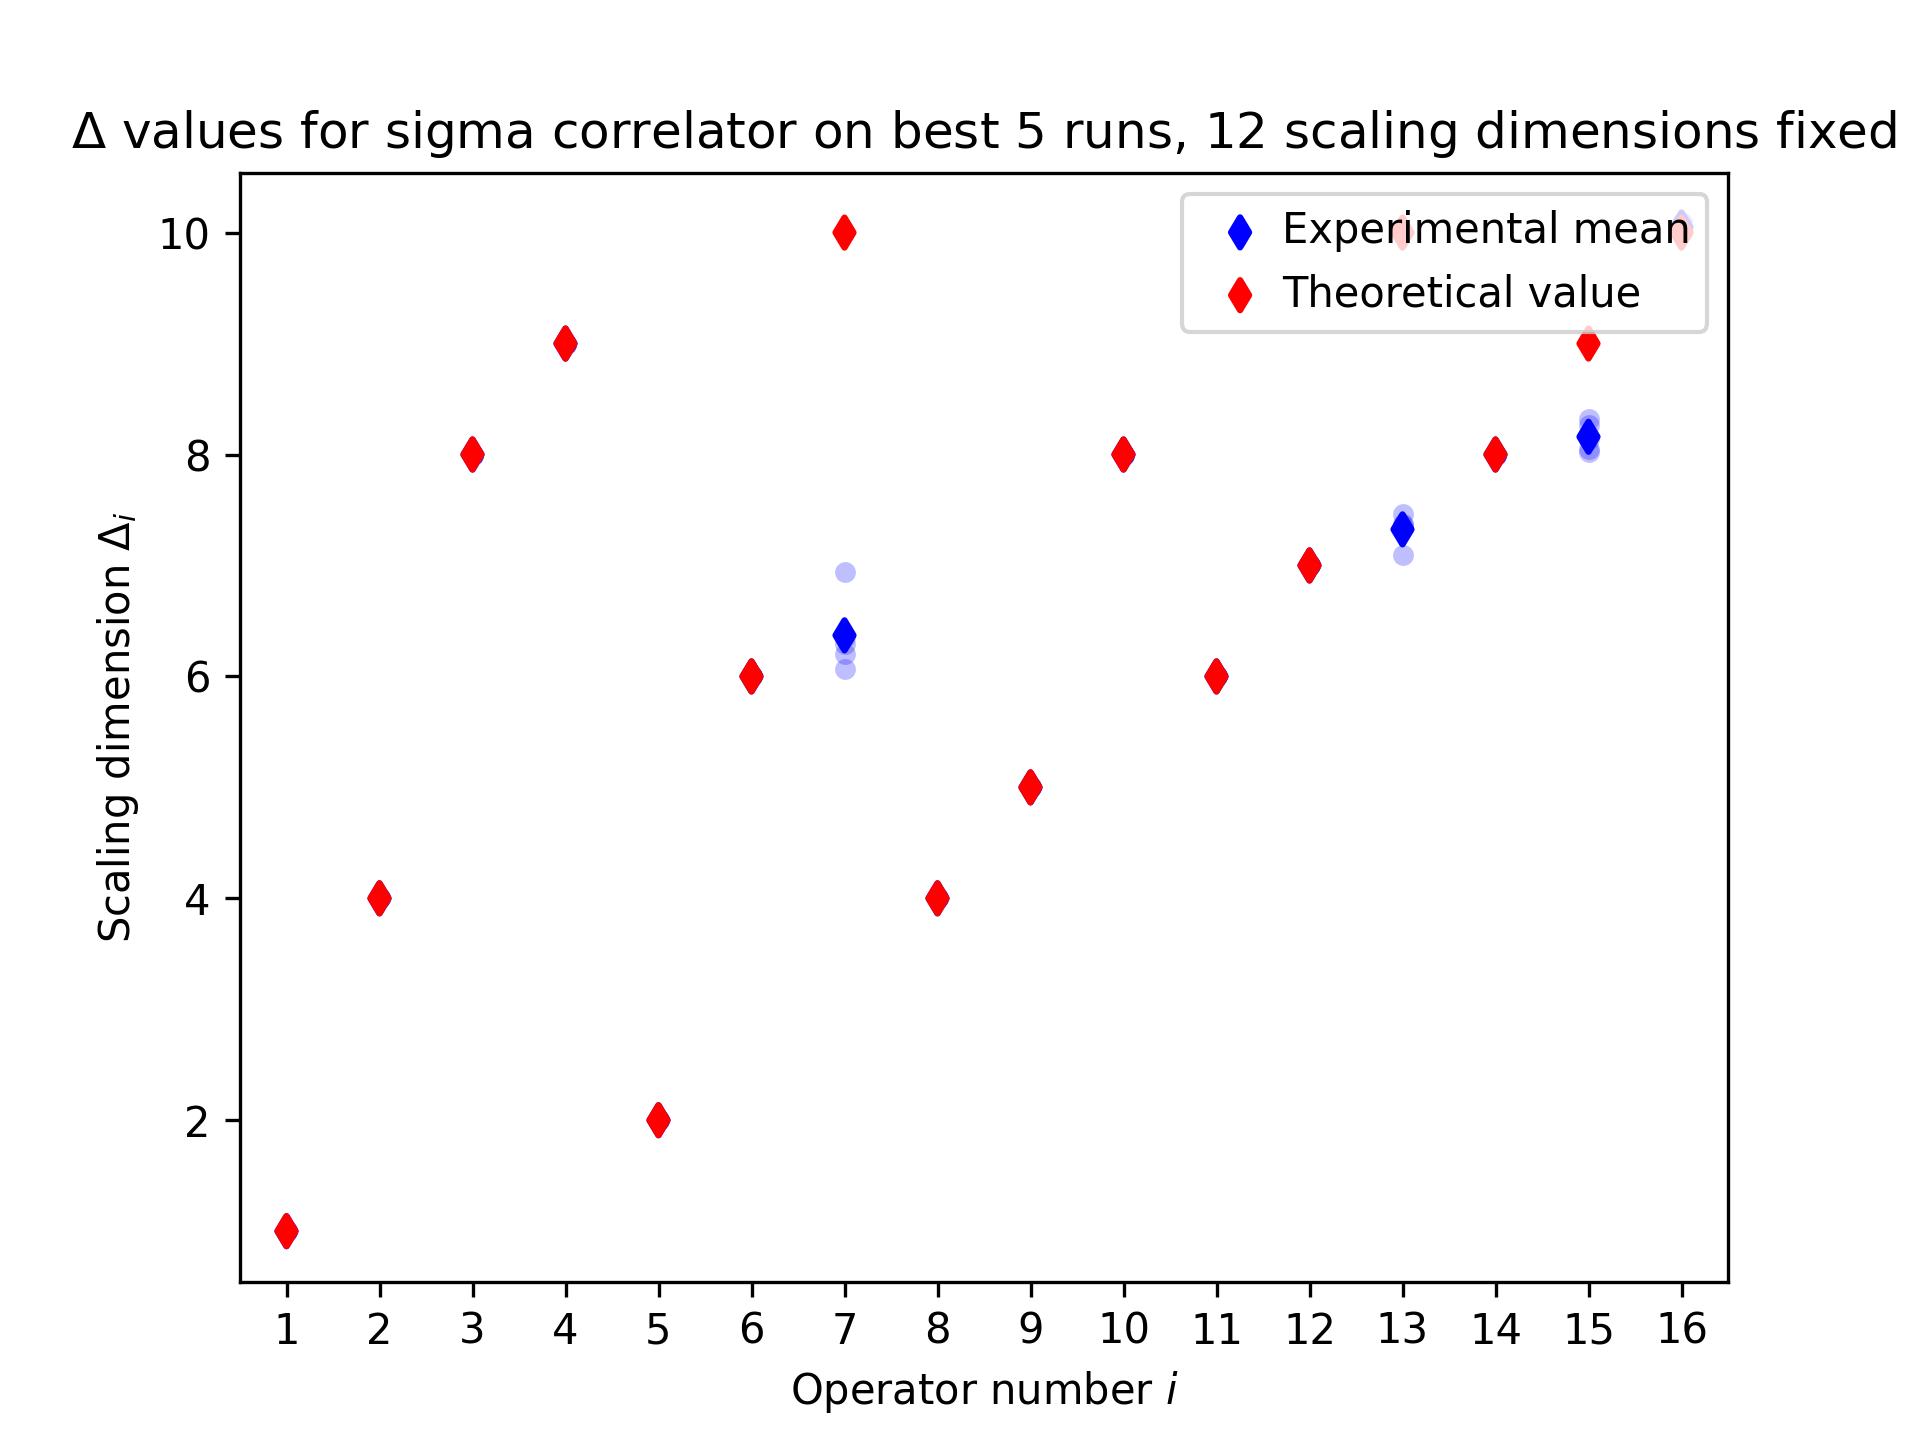 Δ values for sigma correlator on best 5 runs, 12 scaling dimensions fixed
Experimental mean
Theoretical value
10
8
6
4
2
Scaling dimension Δᵢ
1 2 3 4 5 6 7 8 9 10 11 12 13 14 15 16
Operator number i